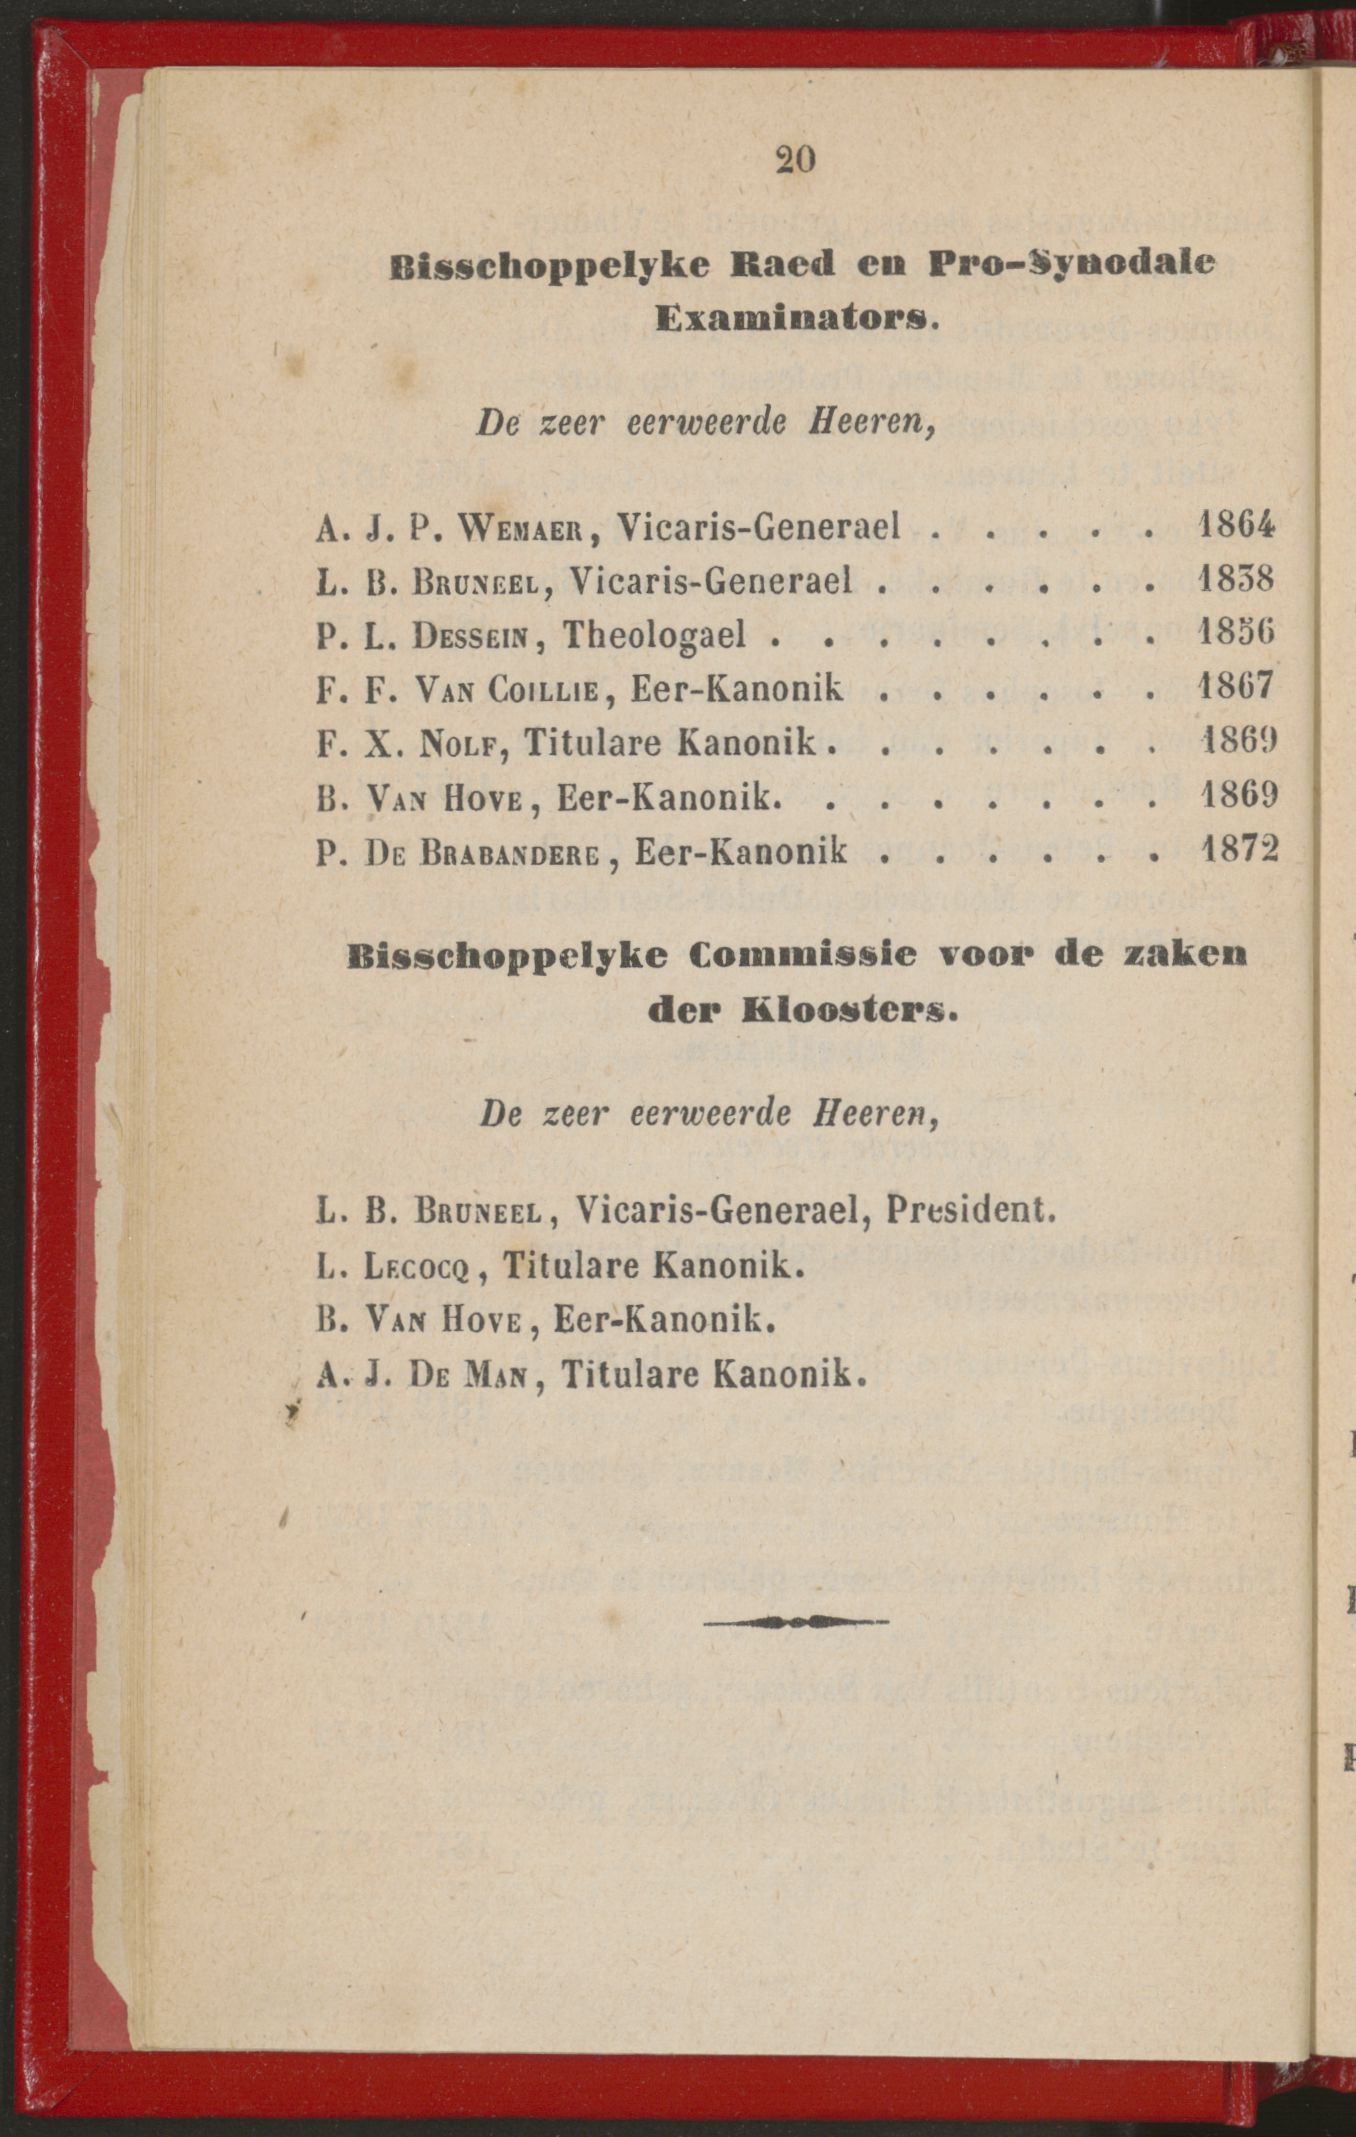 20
Bisschoppelyke Raed en Pro-Synodale
Examinators.
De zeer eerweerde Heeren,
A. J. P. Wemaer, Vicaris-Generael . . . . . 1864
L. B. Bruneel, Vicaris-Generael . . . . . . 1838
P. L. Dessein, Theologael . . . . . . . . 1856
F. F. Van Coillie, Eer-Kanonik . . . . . . 1867
F. X. Nolf, Titulare Kanonik . . . . . . . 1869
B. Van Hove, Eer-Kanonik. . . . . . . . 1869
P. De Brabandere, Eer-Kanonik . . . . . . 1872
Bisschoppelyke Commissie voor de zaken
der Kloosters.
De zeer eerweerde Heeren,
L. B. Bruneel, Vicaris-Generael, President.
L. Lecocq, Titulare Kanonik.
B. Van Hove, Eer-Kanonik.
A. J. De Man, Titulare Kanonik.